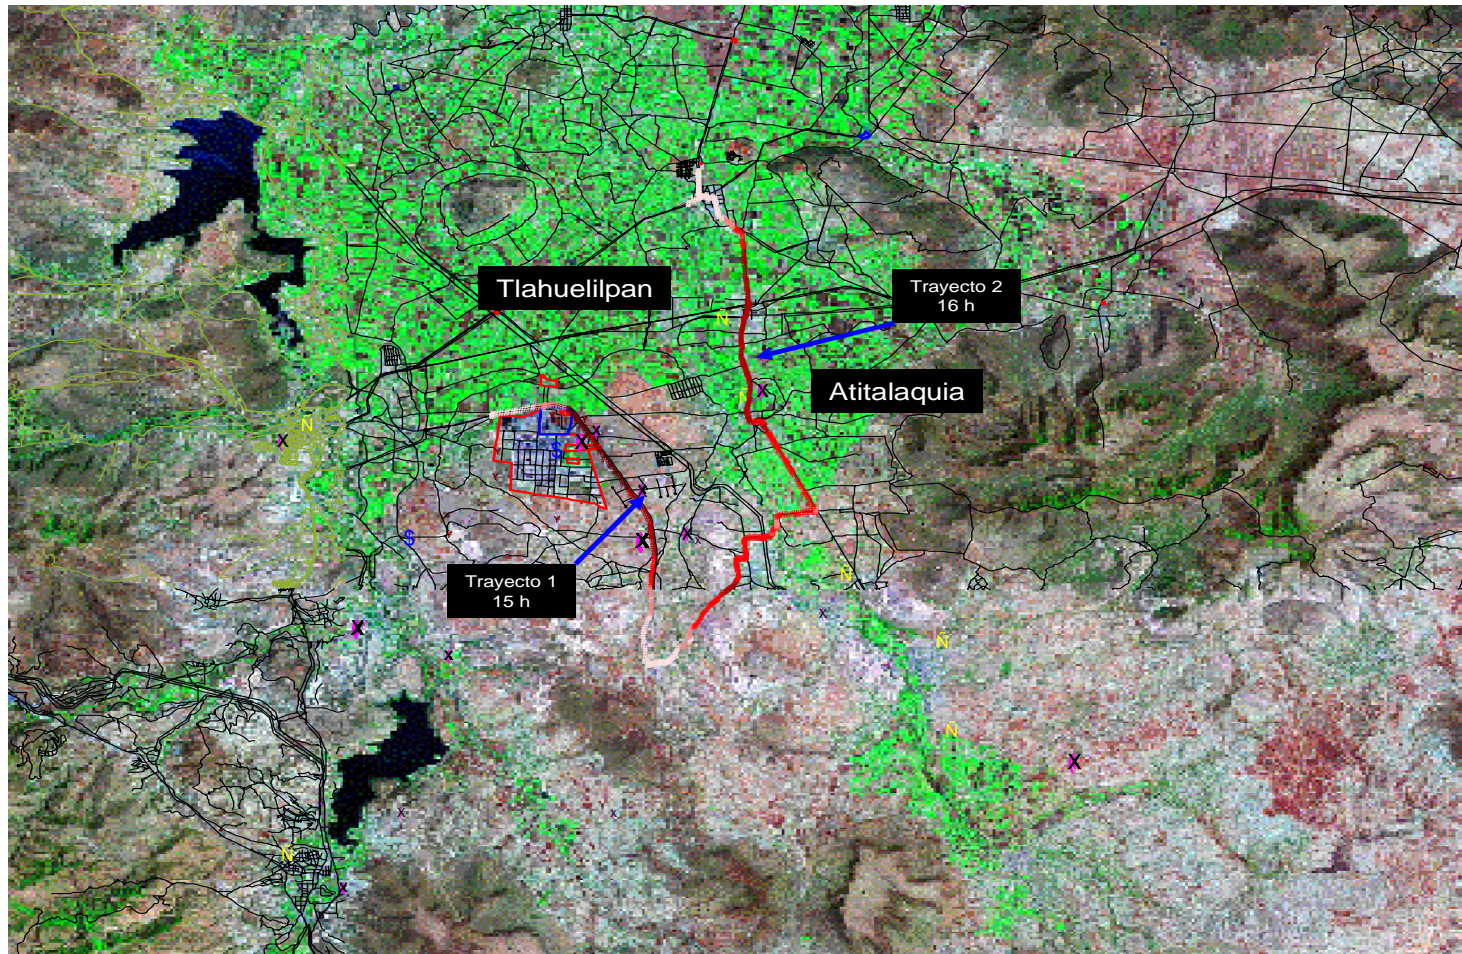 Tlahuelilpan
Trayecto 2
16 h
Ñ
Atitalaquia
Ñ
X
N
X
X
X
$
X
$
X
X
Trayecto 1
15 h
Ñ
X
X
Ñ
X
Ñ
X
X
X
Ñ
X